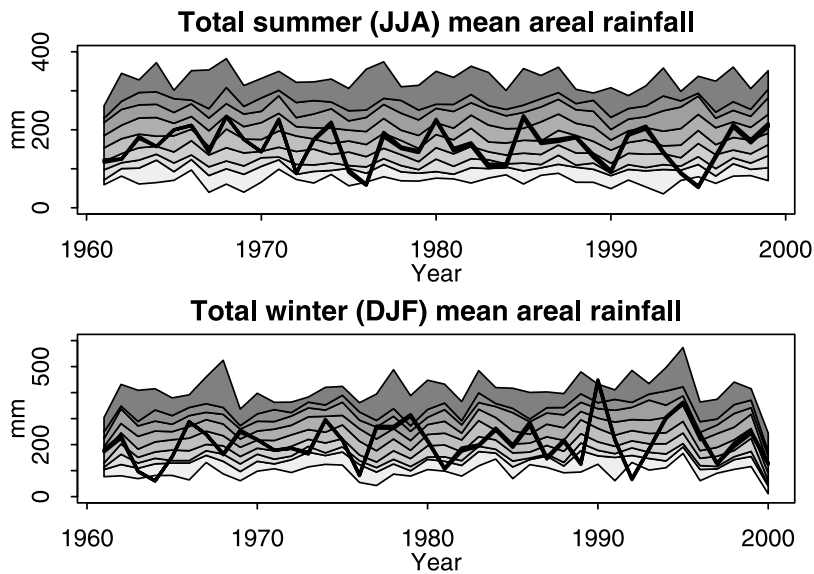 Total summer (JJA) mean areal rainfall
400
200
0
mm
1960 1970 1980 1990 2000
Year
Total winter (DJF) mean areal rainfall
500
200
0
mm
1960 1970 1980 1990 2000
Year